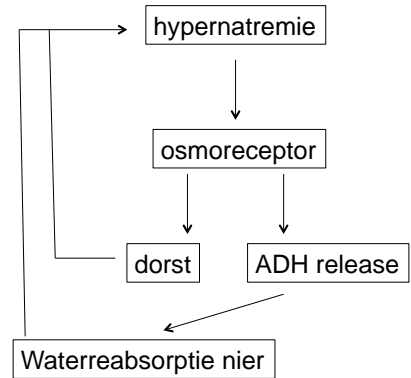 hypernatremie
osmoreceptor
dorst
ADH release
Waterreabsorptie nier